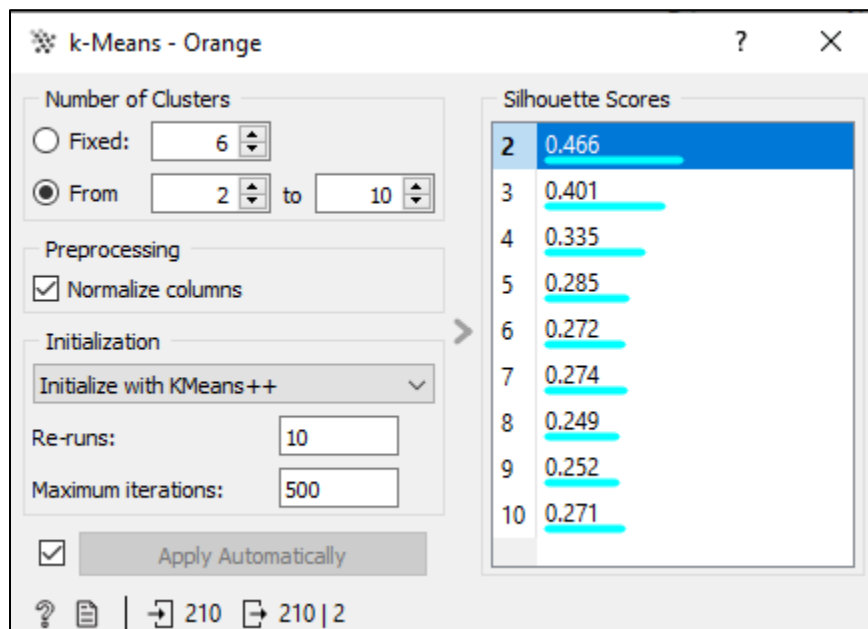 k-Means - Orange
?
Number of Clusters
Fixed: 6
From 2 to 10
Preprocessing
Normalize columns
Initialization
Initialize with KMeans++
Re-runs: 10
Maximum iterations: 500
Apply Automatically
? 210 210 | 2
Silhouette Scores
2 0.466
3 0.401
4 0.335
5 0.285
6 0.272
7 0.274
8 0.249
9 0.252
10 0.271